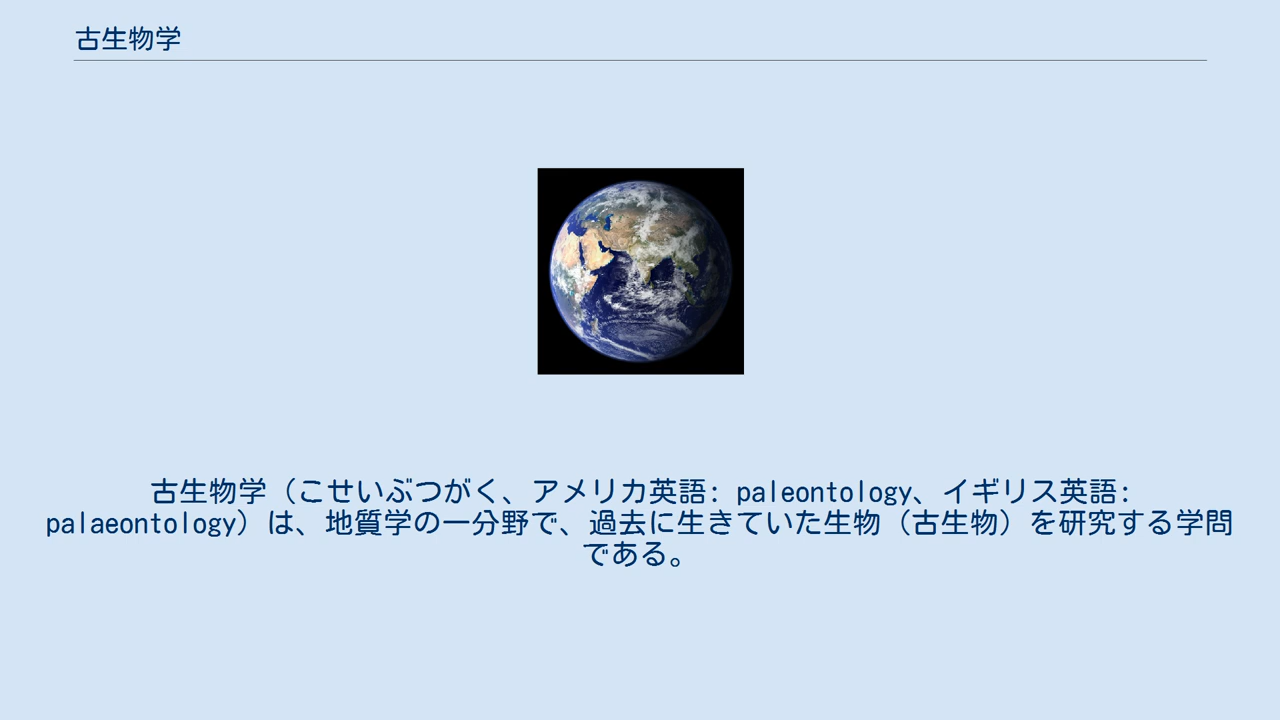 古生物学
古生物学（こせいぶつがく、アメリカ英語: paleontology、イギリス英語:
palaeontology）は、地質学の一分野で、過去に生きていた生物（古生物）を研究する学問
である。